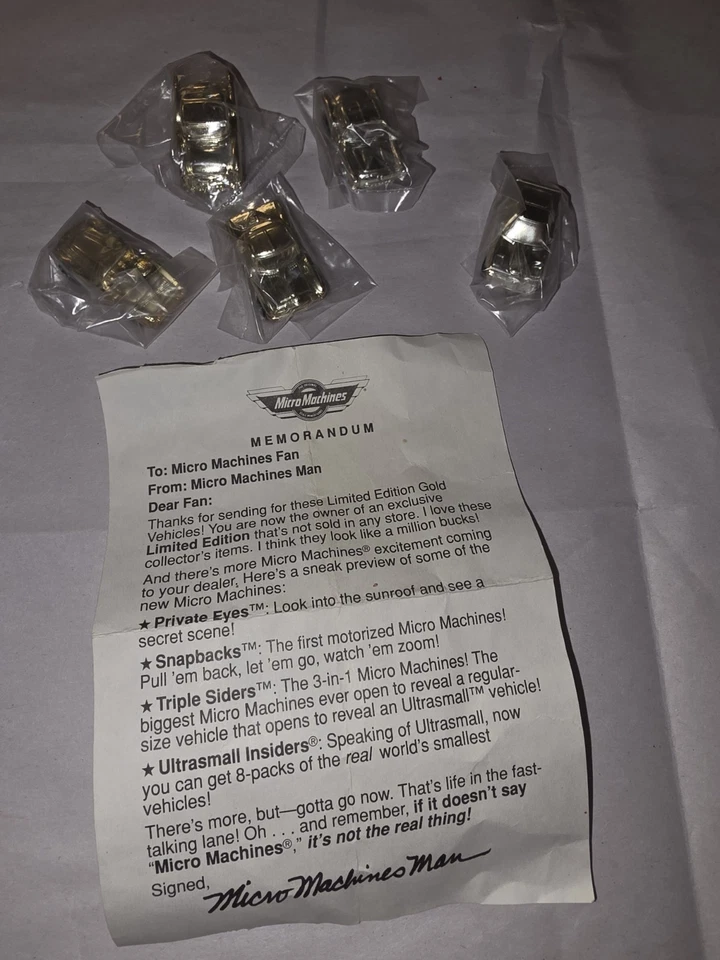 Micro Machines
MEMORANDUM
To: Micro Machines Fan
From: Micro Machines Man
Dear Fan:
Thanks for sending for these Limited Edition Gold
Vehicles! You are now the owner of an exclusive
Limited Edition that's not sold in any store. I love these
collector's items. I think they look like a million bucks!
And there's more Micro Machines® excitement coming
to your dealer. Here's a sneak preview of some of the
new Micro Machines:
★ Private Eyes™: Look into the sunroof and see a
secret scene!
★ Snapbacks™: The first motorized Micro Machines!
Pull 'em back, let 'em go, watch 'em zoom!
★ Triple Siders™: The 3-in-1 Micro Machines! The
biggest Micro Machines ever open to reveal a regular-
size vehicle that opens to reveal an Ultrasmall™ vehicle!
★ Ultrasmall Insiders®: Speaking of Ultrasmall, now
you can get 8-packs of the real world's smallest
vehicles!
There's more, but—gotta go now. That's life in the fast-
talking lane! Oh . . . and remember, if it doesn't say
"Micro Machines®," it's not the real thing!
Signed,
Micro Machines Man